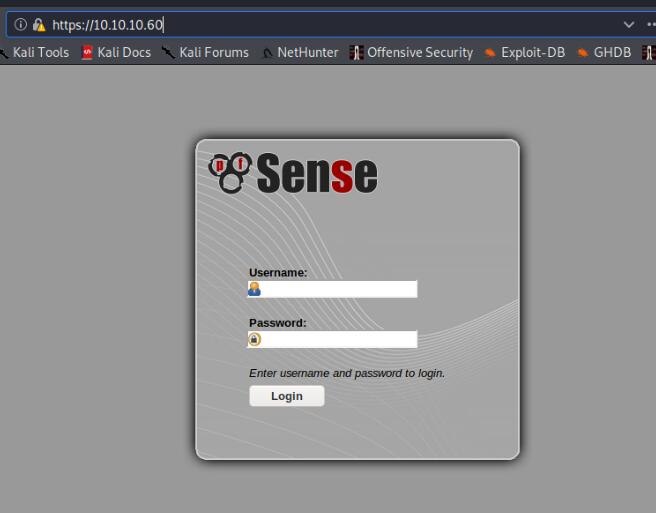 https://10.10.10.60
Kali Tools Kali Docs Kali Forums NetHunter Offensive Security Exploit-DB GHDB
pf Sense
Username:
Password:
Enter username and password to login.
Login